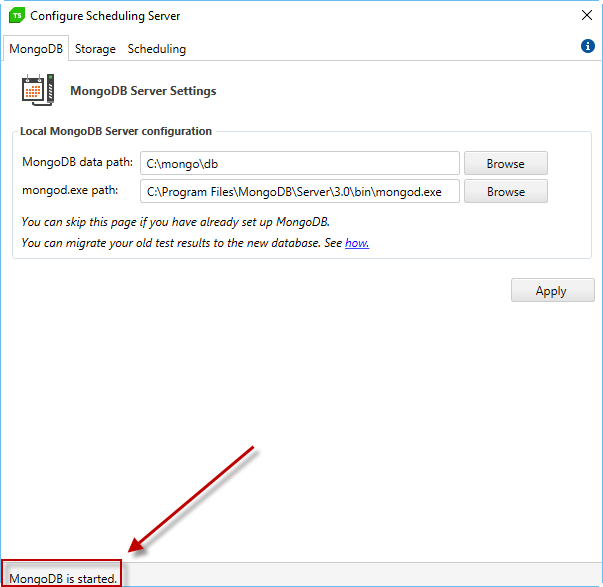 TS Configure Scheduling Server
MongoDB Storage Scheduling
i
MongoDB Server Settings
Local MongoDB Server configuration
MongoDB data path: C:\mongo\db Browse
mongod.exe path: C:\Program Files\MongoDB\Server\3.0\bin\mongod.exe Browse
You can skip this page if you have already set up MongoDB.
You can migrate your old test results to the new database. See how.
Apply
MongoDB is started.